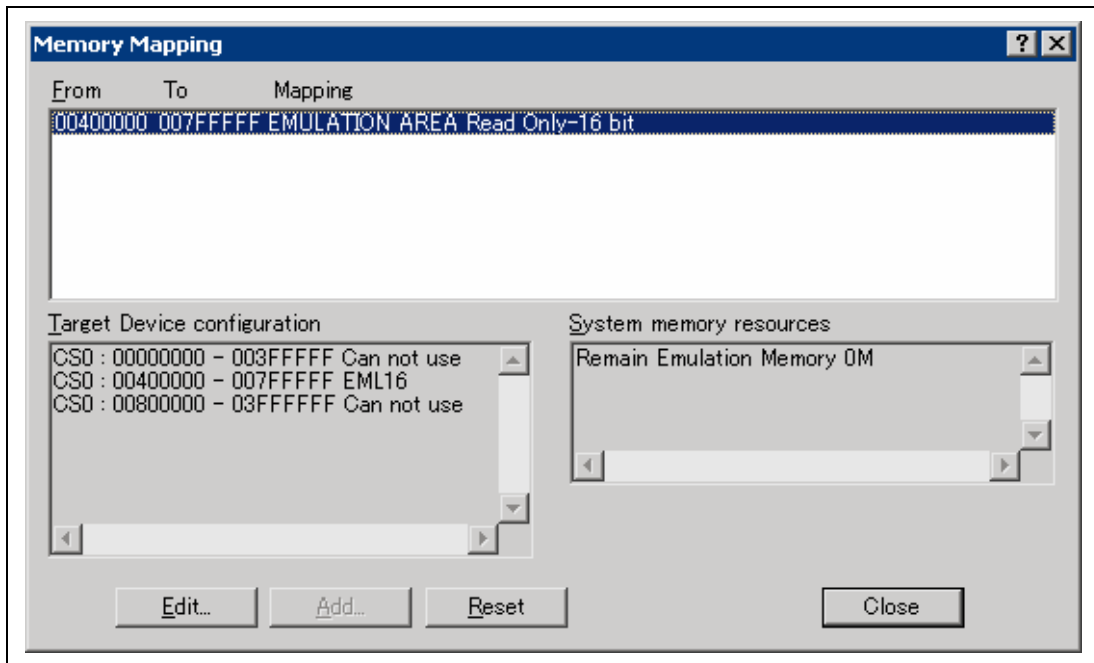 Memory Mapping
From To Mapping
00400000 007FFFFF EMULATION AREA Read Only-16 bit
Target Device configuration
CS0 : 00000000 - 003FFFFF Can not use
CS0 : 00400000 - 007FFFFF EML16
CS0 : 00800000 - 03FFFFFF Can not use
System memory resources
Remain Emulation Memory 0M
Edit...
Add...
Reset
Close